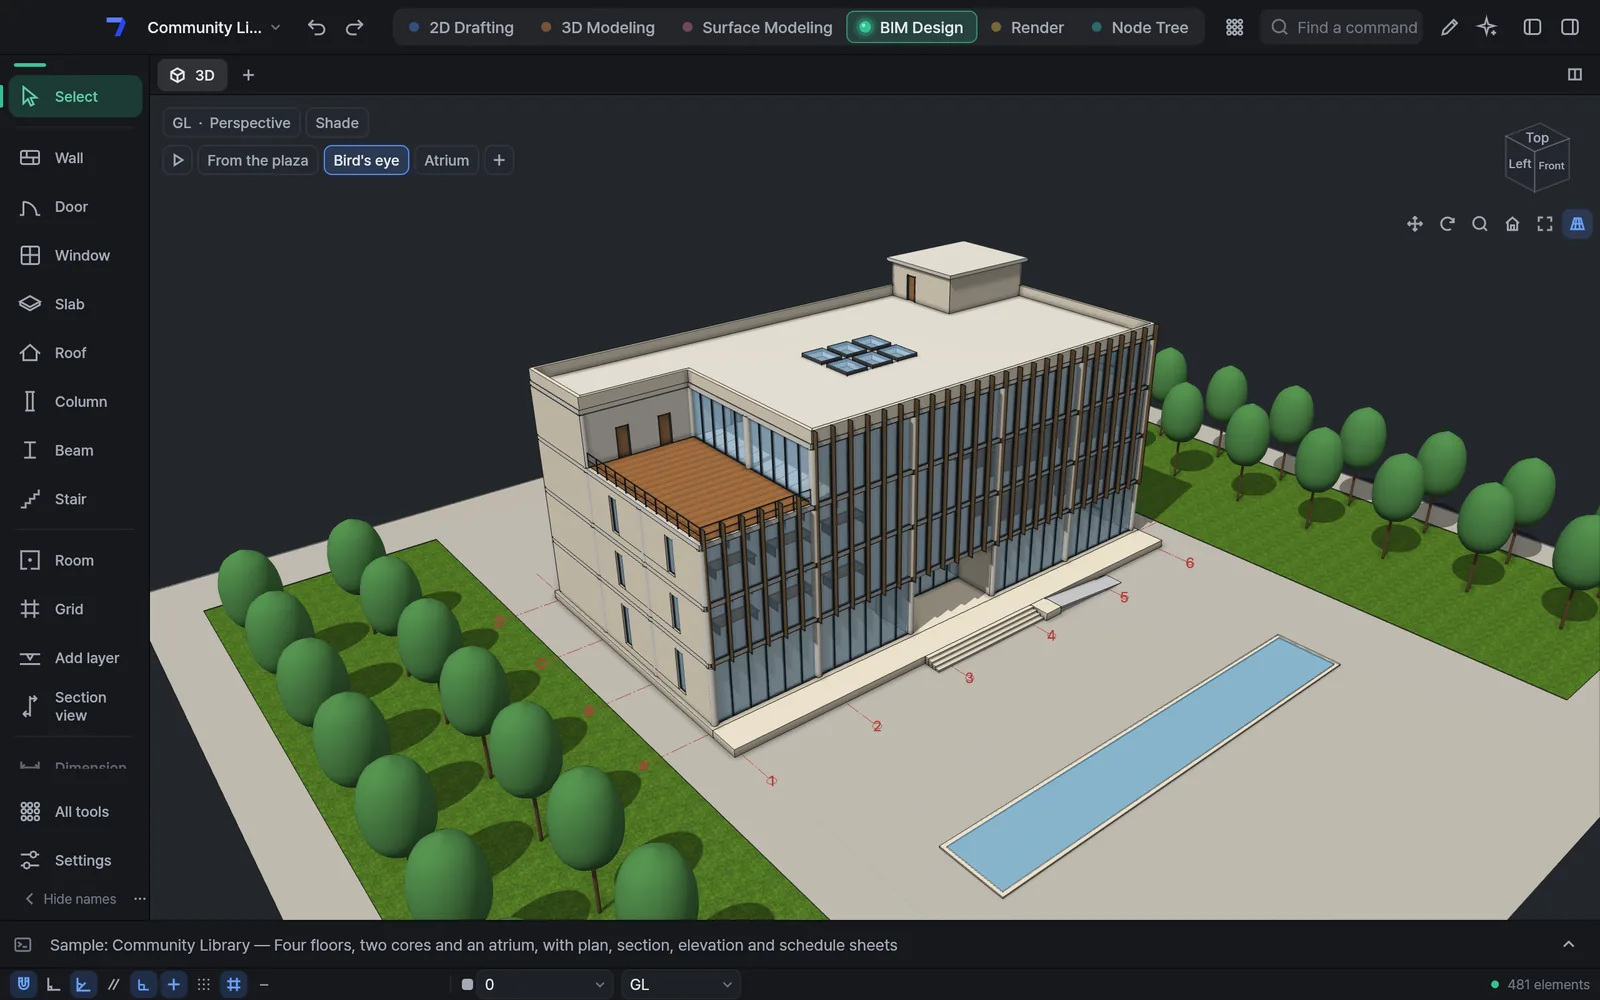 Community Li...
2D Drafting
3D Modeling
Surface Modeling
BIM Design
Render
Node Tree
Find a command
Select
3D
GL · Perspective
Shade
From the plaza
Bird's eye
Atrium
Top
Left
Front
Wall
Door
Window
Slab
Roof
Column
Beam
Stair
Room
Grid
Add layer
Section
view
Dimension
All tools
Settings
Hide names
6
5
4
3
2
1
Sample: Community Library — Four floors, two cores and an atrium, with plan, section, elevation and schedule sheets
0
GL
481 elements